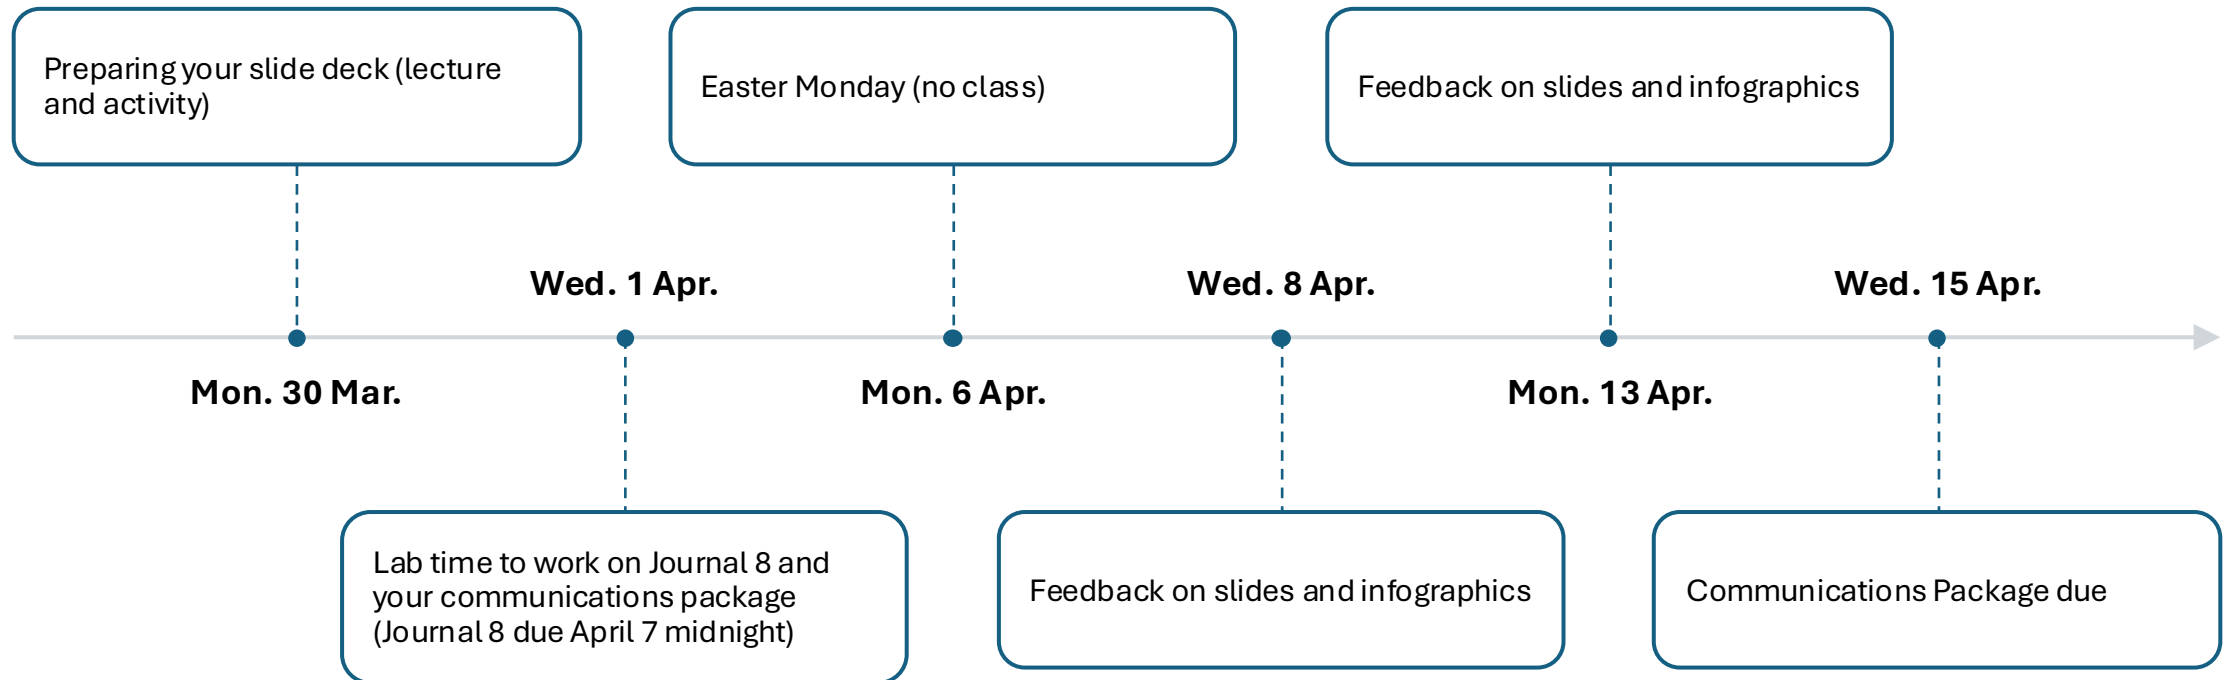 Preparing your slide deck (lecture
and activity)
Easter Monday (no class)
Feedback on slides and infographics
Wed. 1 Apr.
Wed. 8 Apr.
Wed. 15 Apr.
Mon. 30 Mar.
Mon. 6 Apr.
Mon. 13 Apr.
Lab time to work on Journal 8 and
your communications package
(Journal 8 due April 7 midnight)
Feedback on slides and infographics
Communications Package due